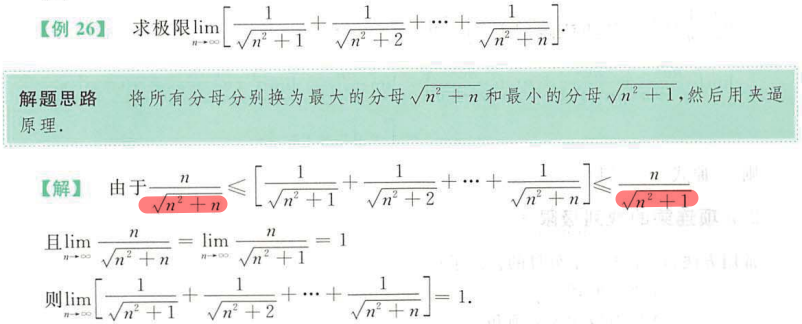 【例 26】 求极限$\lim_{n \to \infty}\left[\frac{1}{\sqrt{n^2+1}}+\frac{1}{\sqrt{n^2+2}}+\cdots+\frac{1}{\sqrt{n^2+n}}\right]$.
解题思路 将所有分母分别换为最大的分母$\sqrt{n^2+n}$和最小的分母$\sqrt{n^2+1}$,然后用夹逼
原理.
【解】 由于$\frac{n}{\sqrt{n^2+n}} \leqslant \left[\frac{1}{\sqrt{n^2+1}}+\frac{1}{\sqrt{n^2+2}}+\cdots+\frac{1}{\sqrt{n^2+n}}\right] \leqslant \frac{n}{\sqrt{n^2+1}}$
且$\lim_{n \to \infty}\frac{n}{\sqrt{n^2+n}}=\lim_{n \to \infty}\frac{n}{\sqrt{n^2+1}}=1$
则$\lim_{n \to \infty}\left[\frac{1}{\sqrt{n^2+1}}+\frac{1}{\sqrt{n^2+2}}+\cdots+\frac{1}{\sqrt{n^2+n}}\right]=1.$